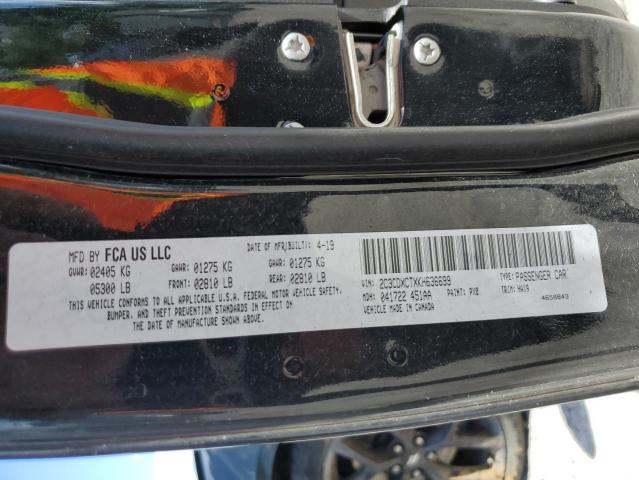 MFD BY FCA US LLC
DATE OF MFR(BUILT): 4-19
GVWR: 02405 KG GAWR: 01275 KG GAWR: 01275 KG
05300 LB FRONT: 02810 LB REAR: 02810 LB
THIS VEHICLE CONFORMS TO ALL APPLICABLE U.S.A. FEDERAL MOTOR VEHICLE SAFETY,
BUMPER, AND THEFT PREVENTION STANDARDS IN EFFECT ON
THE DATE OF MANUFACTURE SHOWN ABOVE.
VIN: 2C3CDXCTXKH636699 TYPE: PASSENGER CAR
MDH: 041722 451AA PAINT: PX8 TRIM: HAI9
VEHICLE MADE IN CANADA 4658843